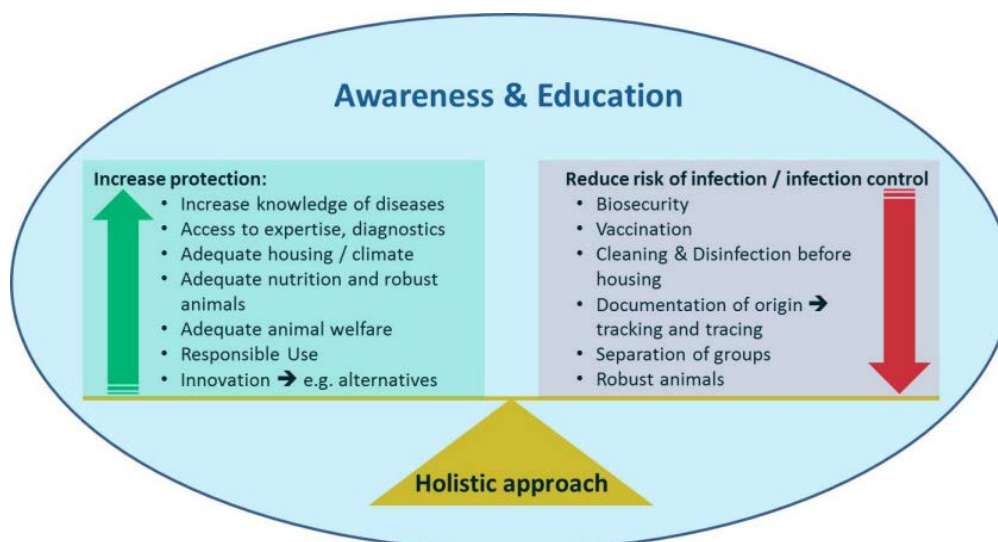 Awareness & Education
Increase protection:
• Increase knowledge of diseases
• Access to expertise, diagnostics
• Adequate housing / climate
• Adequate nutrition and robust
animals
• Adequate animal welfare
• Responsible Use
• Innovation ➔ e.g. alternatives
Reduce risk of infection / infection control
• Biosecurity
• Vaccination
• Cleaning & Disinfection before
housing
• Documentation of origin ➔
tracking and tracing
• Separation of groups
• Robust animals
Holistic approach